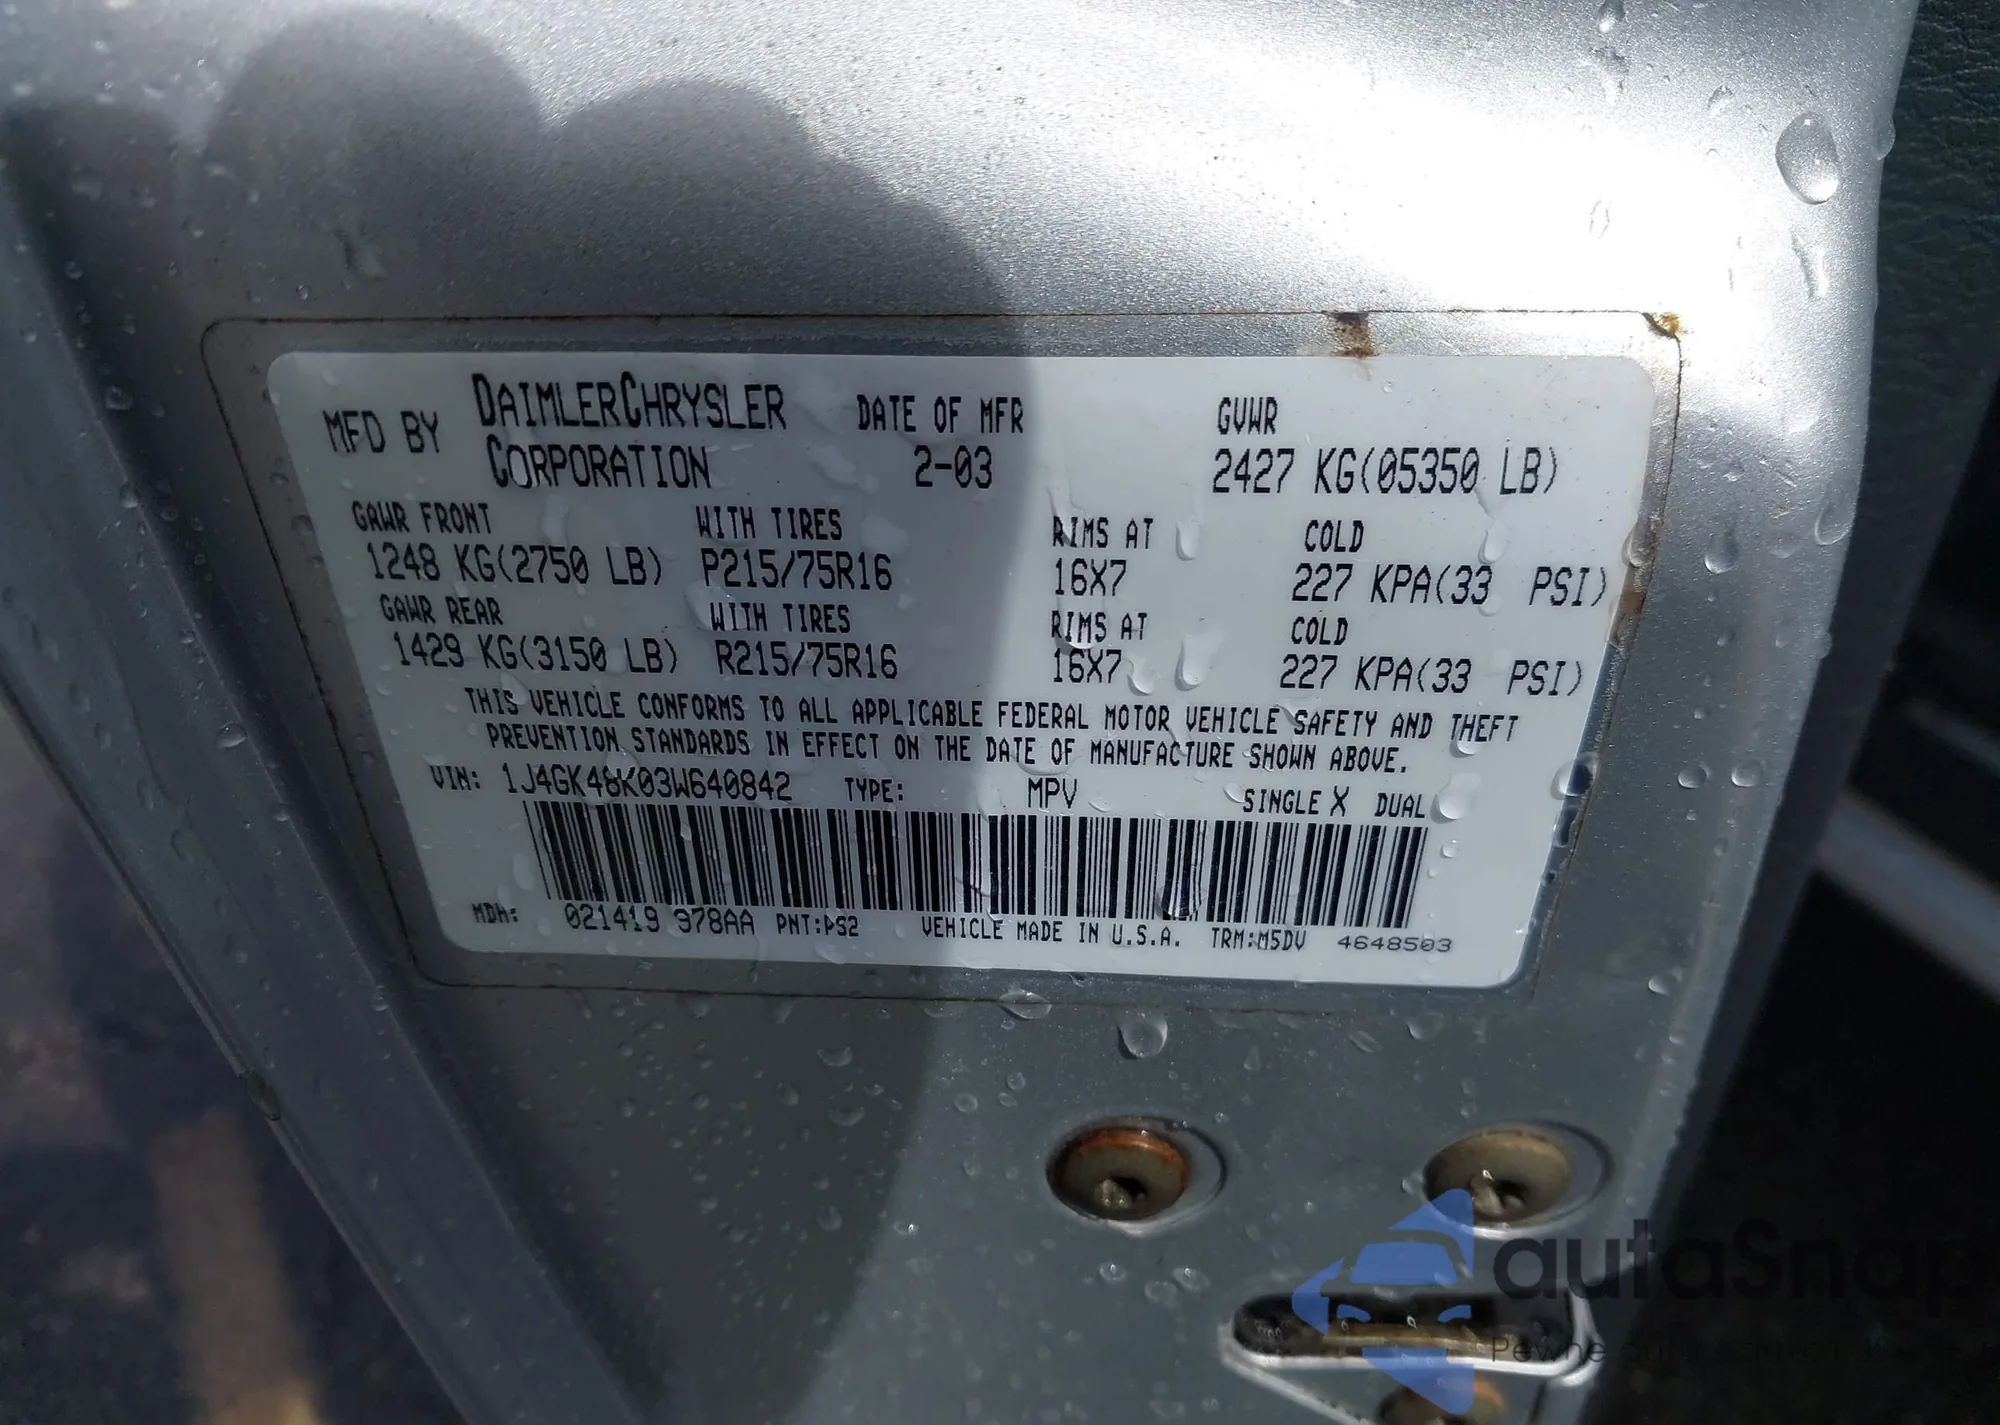 MFD BY DAIMLERCHRYSLER CORPORATION DATE OF MFR 2-03 GVWR 2427 KG(05350 LB)
GAWR FRONT WITH TIRES RIMS AT COLD
1248 KG(2750 LB) P215/75R16 16X7 227 KPA(33 PSI)
GAWR REAR WITH TIRES RIMS AT COLD
1429 KG(3150 LB) R215/75R16 16X7 227 KPA(33 PSI)
THIS VEHICLE CONFORMS TO ALL APPLICABLE FEDERAL MOTOR VEHICLE SAFETY AND THEFT
PREVENTION STANDARDS IN EFFECT ON THE DATE OF MANUFACTURE SHOWN ABOVE.
VIN: 1J4GK48K03W640842 TYPE: MPV SINGLE X DUAL
MDH: 021419 978AA PNT:PS2 VEHICLE MADE IN U.S.A. TRM:M5DV 4648503
autaSnap
Pewne